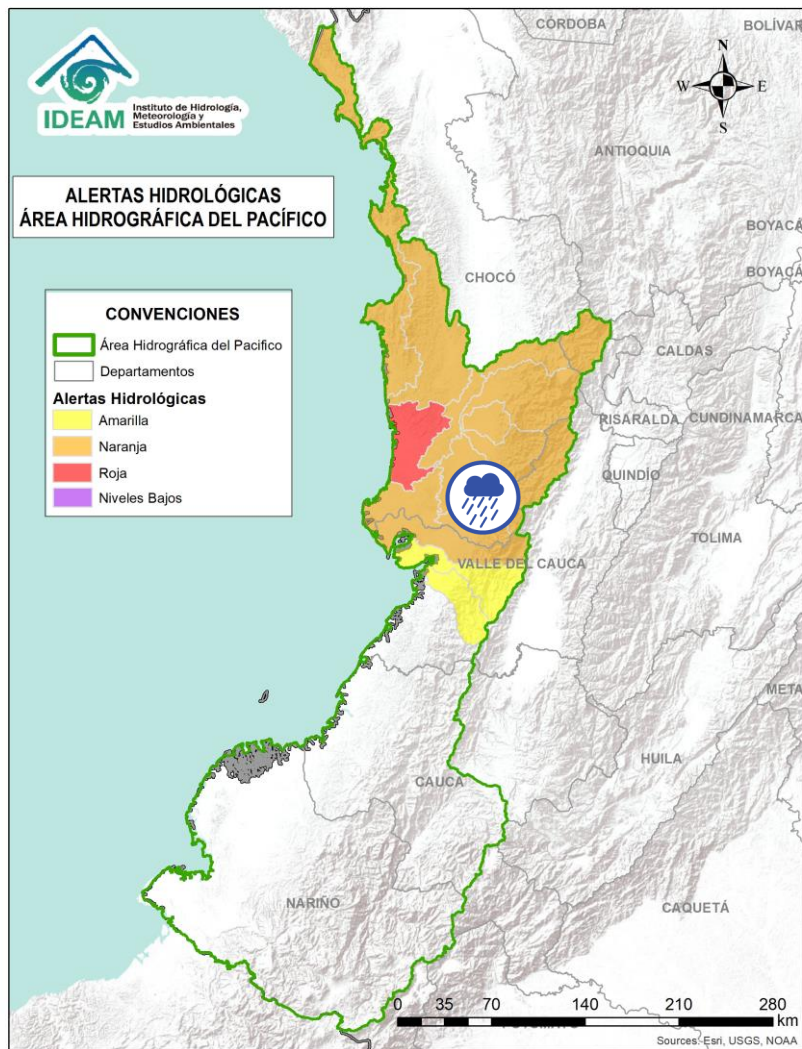 IDEAM
Instituto de Hidrología,
Meteorología y
Estudios Ambientales
ALERTAS HIDROLÓGICAS
ÁREA HIDROGRÁFICA DEL PACÍFICO
CONVENCIONES
Área Hidrográfica del Pacifico
Departamentos
Alertas Hidrológicas
Amarilla
Naranja
Roja
Niveles Bajos
N
W E
S
CÓRDOBA
BOLÍVAR
ANTIOQUIA
BOYACÁ
BOYACÁ
CHOCÓ
CALDAS
RISARALDA
CUNDINAMARCA
QUINDÍO
TOLIMA
VALLE DEL CAUCA
META
HUILA
CAUCA
NARIÑO
CAQUETÁ
0 35 70 140 210 280
km
Sources: Esri, USGS, NOAA